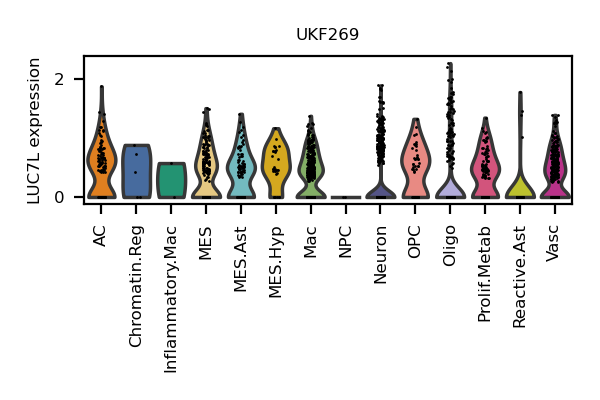 UKF269
LUC7L expression
2
0
AC
Chromatin.Reg
Inflammatory.Mac
MES
MES.Ast
MES.Hyp
Mac
NPC
Neuron
OPC
Oligo
Prolif.Metab
Reactive.Ast
Vasc